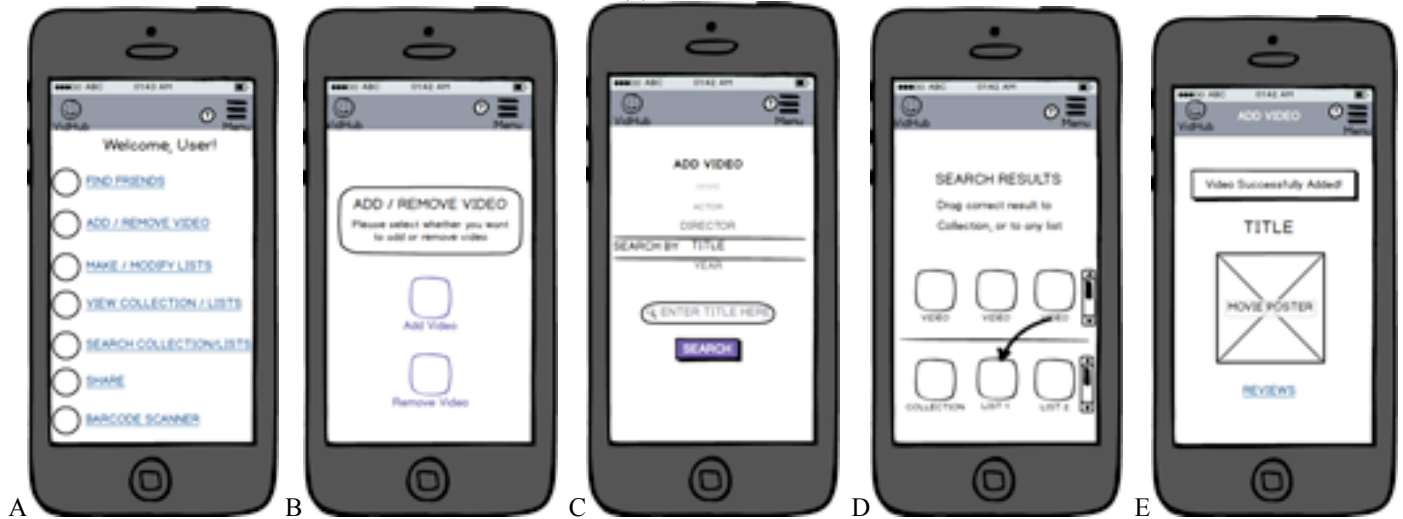 ABC 01:43 AM
VidHub ? Menu
Welcome, User!
FIND FRIENDS
ADD / REMOVE VIDEO
MAKE / MODIFY LISTS
VIEW COLLECTION / LISTS
SEARCH COLLECTION/LISTS
SHARE
BARCODE SCANNER
A
ABC 01:42 AM
VidHub ? Menu
ADD / REMOVE VIDEO
Please select whether you want
to add or remove video
Add Video
Remove Video
B
ABC 01:42 AM
VidHub ? Menu
ADD VIDEO
ACTOR
DIRECTOR
SEARCH BY TITLE
YEAR
ENTER TITLE HERE
SEARCH
C
ABC 01:42 AM
VidHub ? Menu
SEARCH RESULTS
Drag correct result to
Collection, or to any list
VIDEO VIDEO VIDEO
COLLECTION LIST 1 LIST 2
D
ABC 01:42 AM
VidHub ADD VIDEO ? Menu
Video Successfully Added!
TITLE
MOVIE POSTER
REVIEWS
E